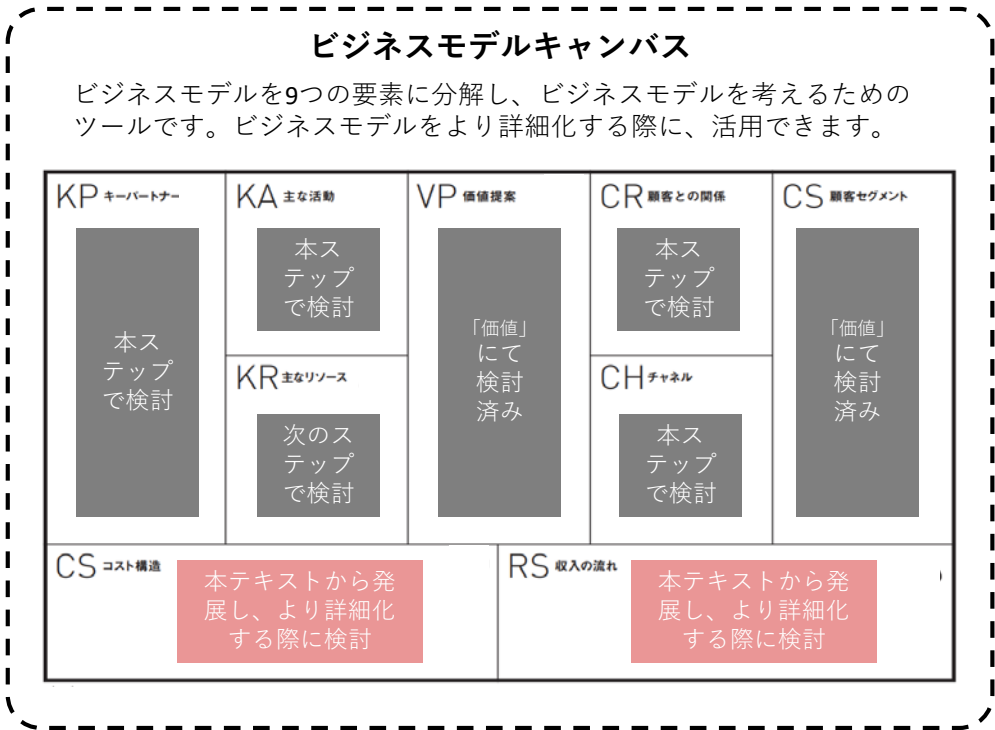 ビジネスモデルキャンバス
ビジネスモデルを9つの要素に分解し、ビジネスモデルを考えるための
ツールです。ビジネスモデルをより詳細化する際に、活用できます。
KP キーパートナー
本ス
テップ
で検討
KA 主な活動
本ス
テップ
で検討
KR 主なリソース
次のス
テップ
で検討
VP 価値提案
「価値」
にて
検討
済み
CR 顧客との関係
本ス
テップ
で検討
CH チャネル
本ス
テップ
で検討
CS 顧客セグメント
「価値」
にて
検討
済み
CS コスト構造
本テキストから発
展し、より詳細化
する際に検討
RS 収入の流れ
本テキストから発
展し、より詳細化
する際に検討